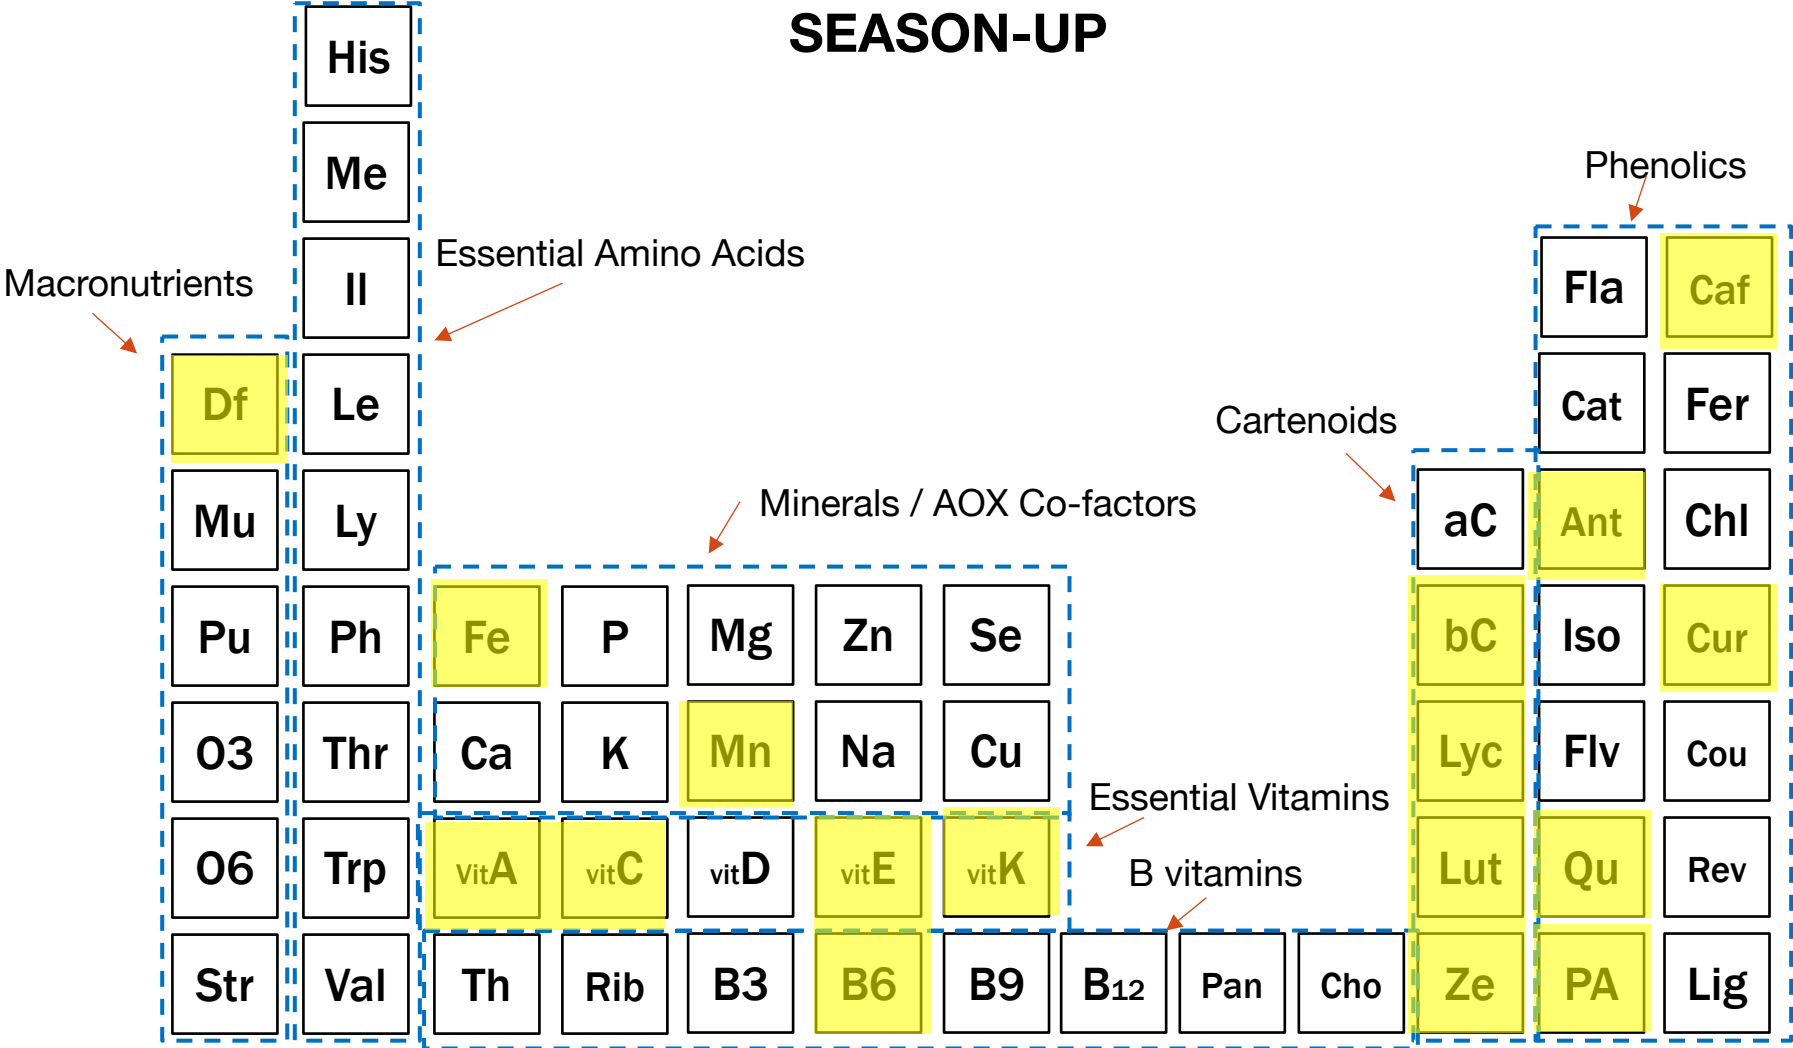 SEASON-UP
His
Me
Phenolics
Essential Amino Acids
Macronutrients
Il
Fla Caf
Df Le
Cat Fer
Cartenoids
Minerals / AOX Co-factors
Mu Ly
aC Ant Chl
Pu Ph Fe P Mg Zn Se
bC Iso Cur
O3 Thr Ca K Mn Na Cu
Lyc Flv Cou
Essential Vitamins
O6 Trp vitA vitC vitD vitE vitK
B vitamins
Lut Qu Rev
Str Val Th Rib B3 B6 B9 B12 Pan Cho Ze PA Lig